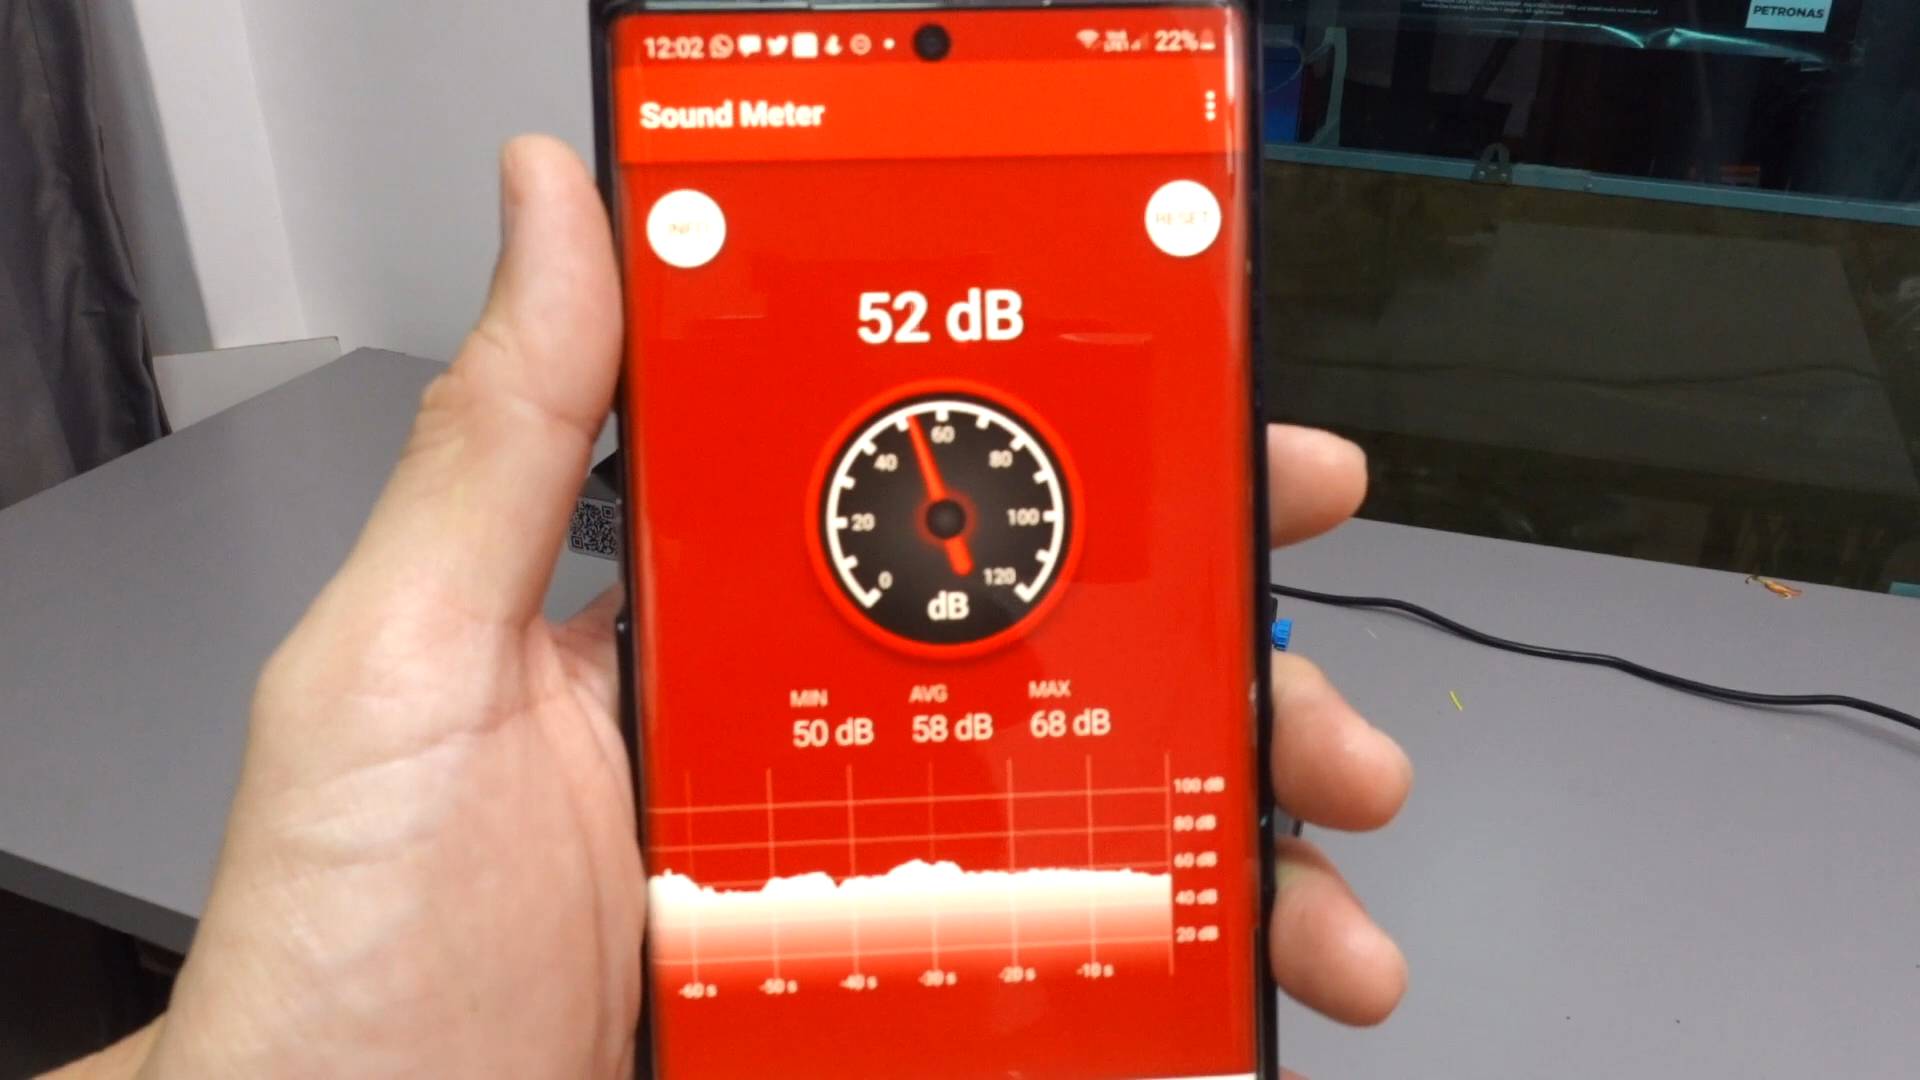 PETRONAS
12:02 22%
Sound Meter
INFO RESET
52 dB
0 20 40 60 80 100 120
dB
MIN AVG MAX
50 dB 58 dB 68 dB
100 dB
80 dB
60 dB
40 dB
20 dB
-60 s -50 s -40 s -30 s -20 s -10 s